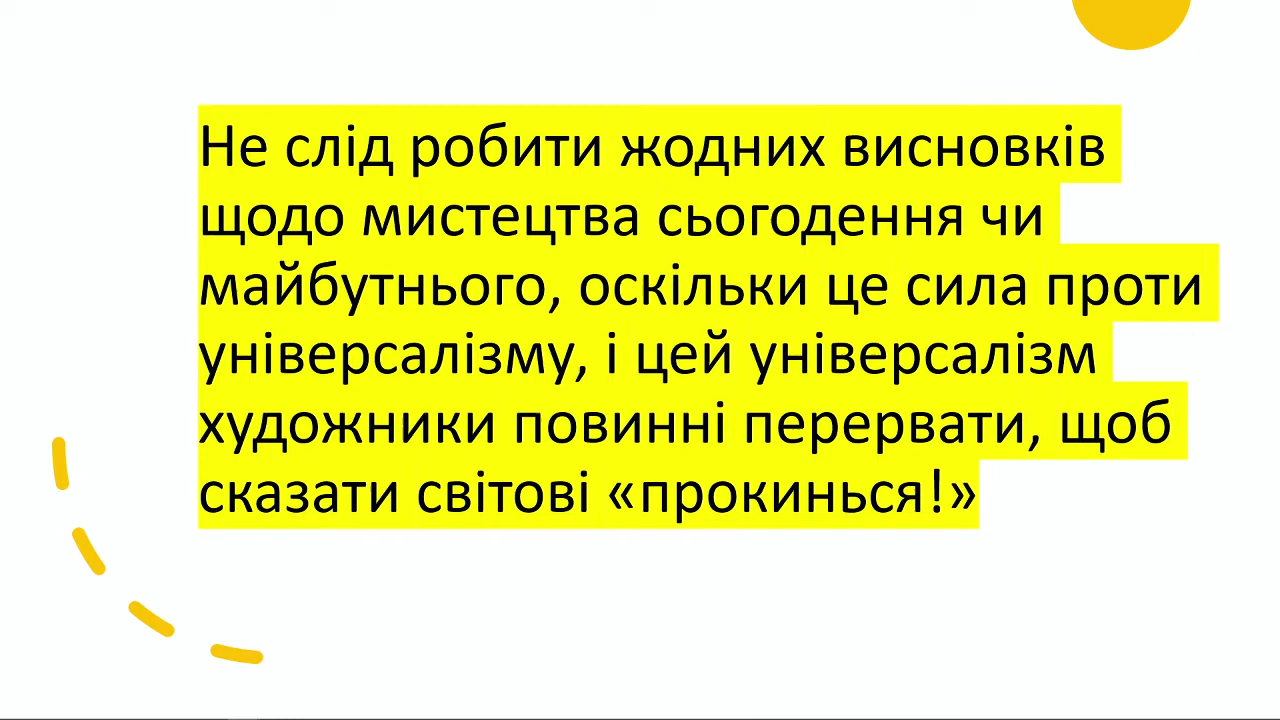 Не слід робити жодних висновків
щодо мистецтва сьогодення чи
майбутнього, оскільки це сила проти
універсалізму, і цей універсалізм
художники повинні перервати, щоб
сказати світові «прокинься!»